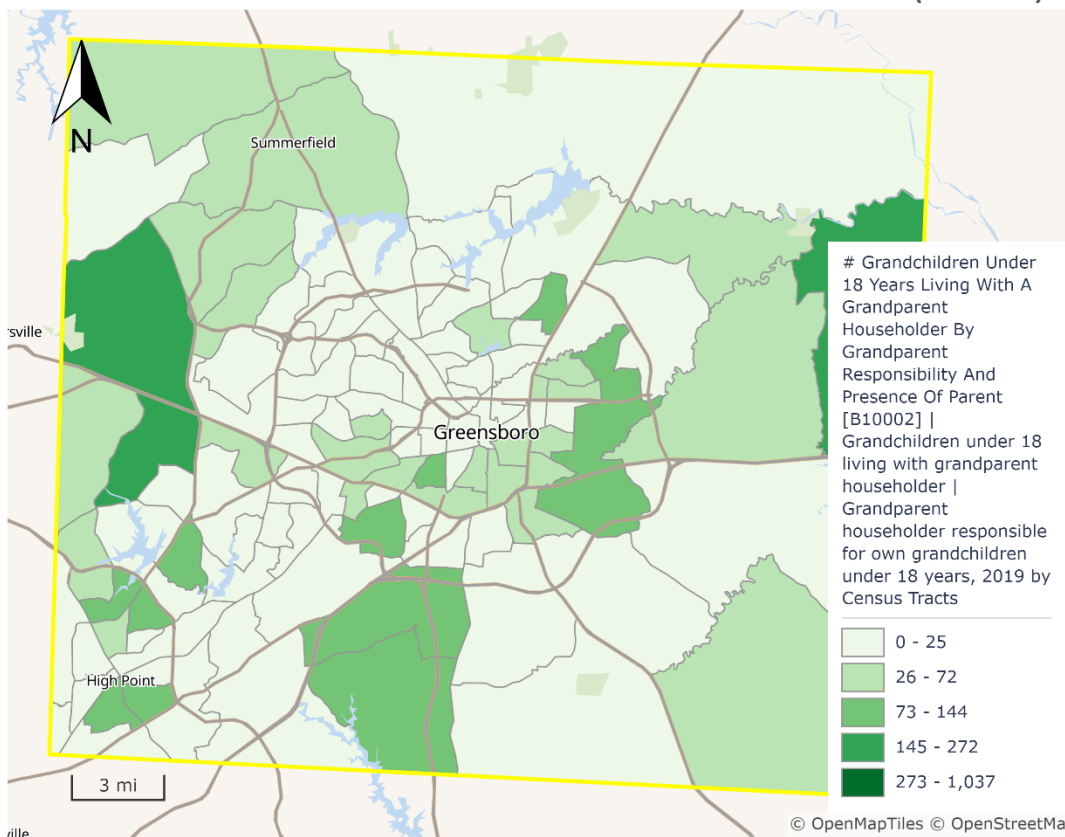 N
Summerfield
rsville
Greensboro
High Point
3 mi
ville
# Grandchildren Under
18 Years Living With A
Grandparent
Householder By
Grandparent
Responsibility And
Presence Of Parent
[B10002] |
Grandchildren under 18
living with grandparent
householder |
Grandparent
householder responsible
for own grandchildren
under 18 years, 2019 by
Census Tracts
0 - 25
26 - 72
73 - 144
145 - 272
273 - 1,037
© OpenMapTiles © OpenStreetMa